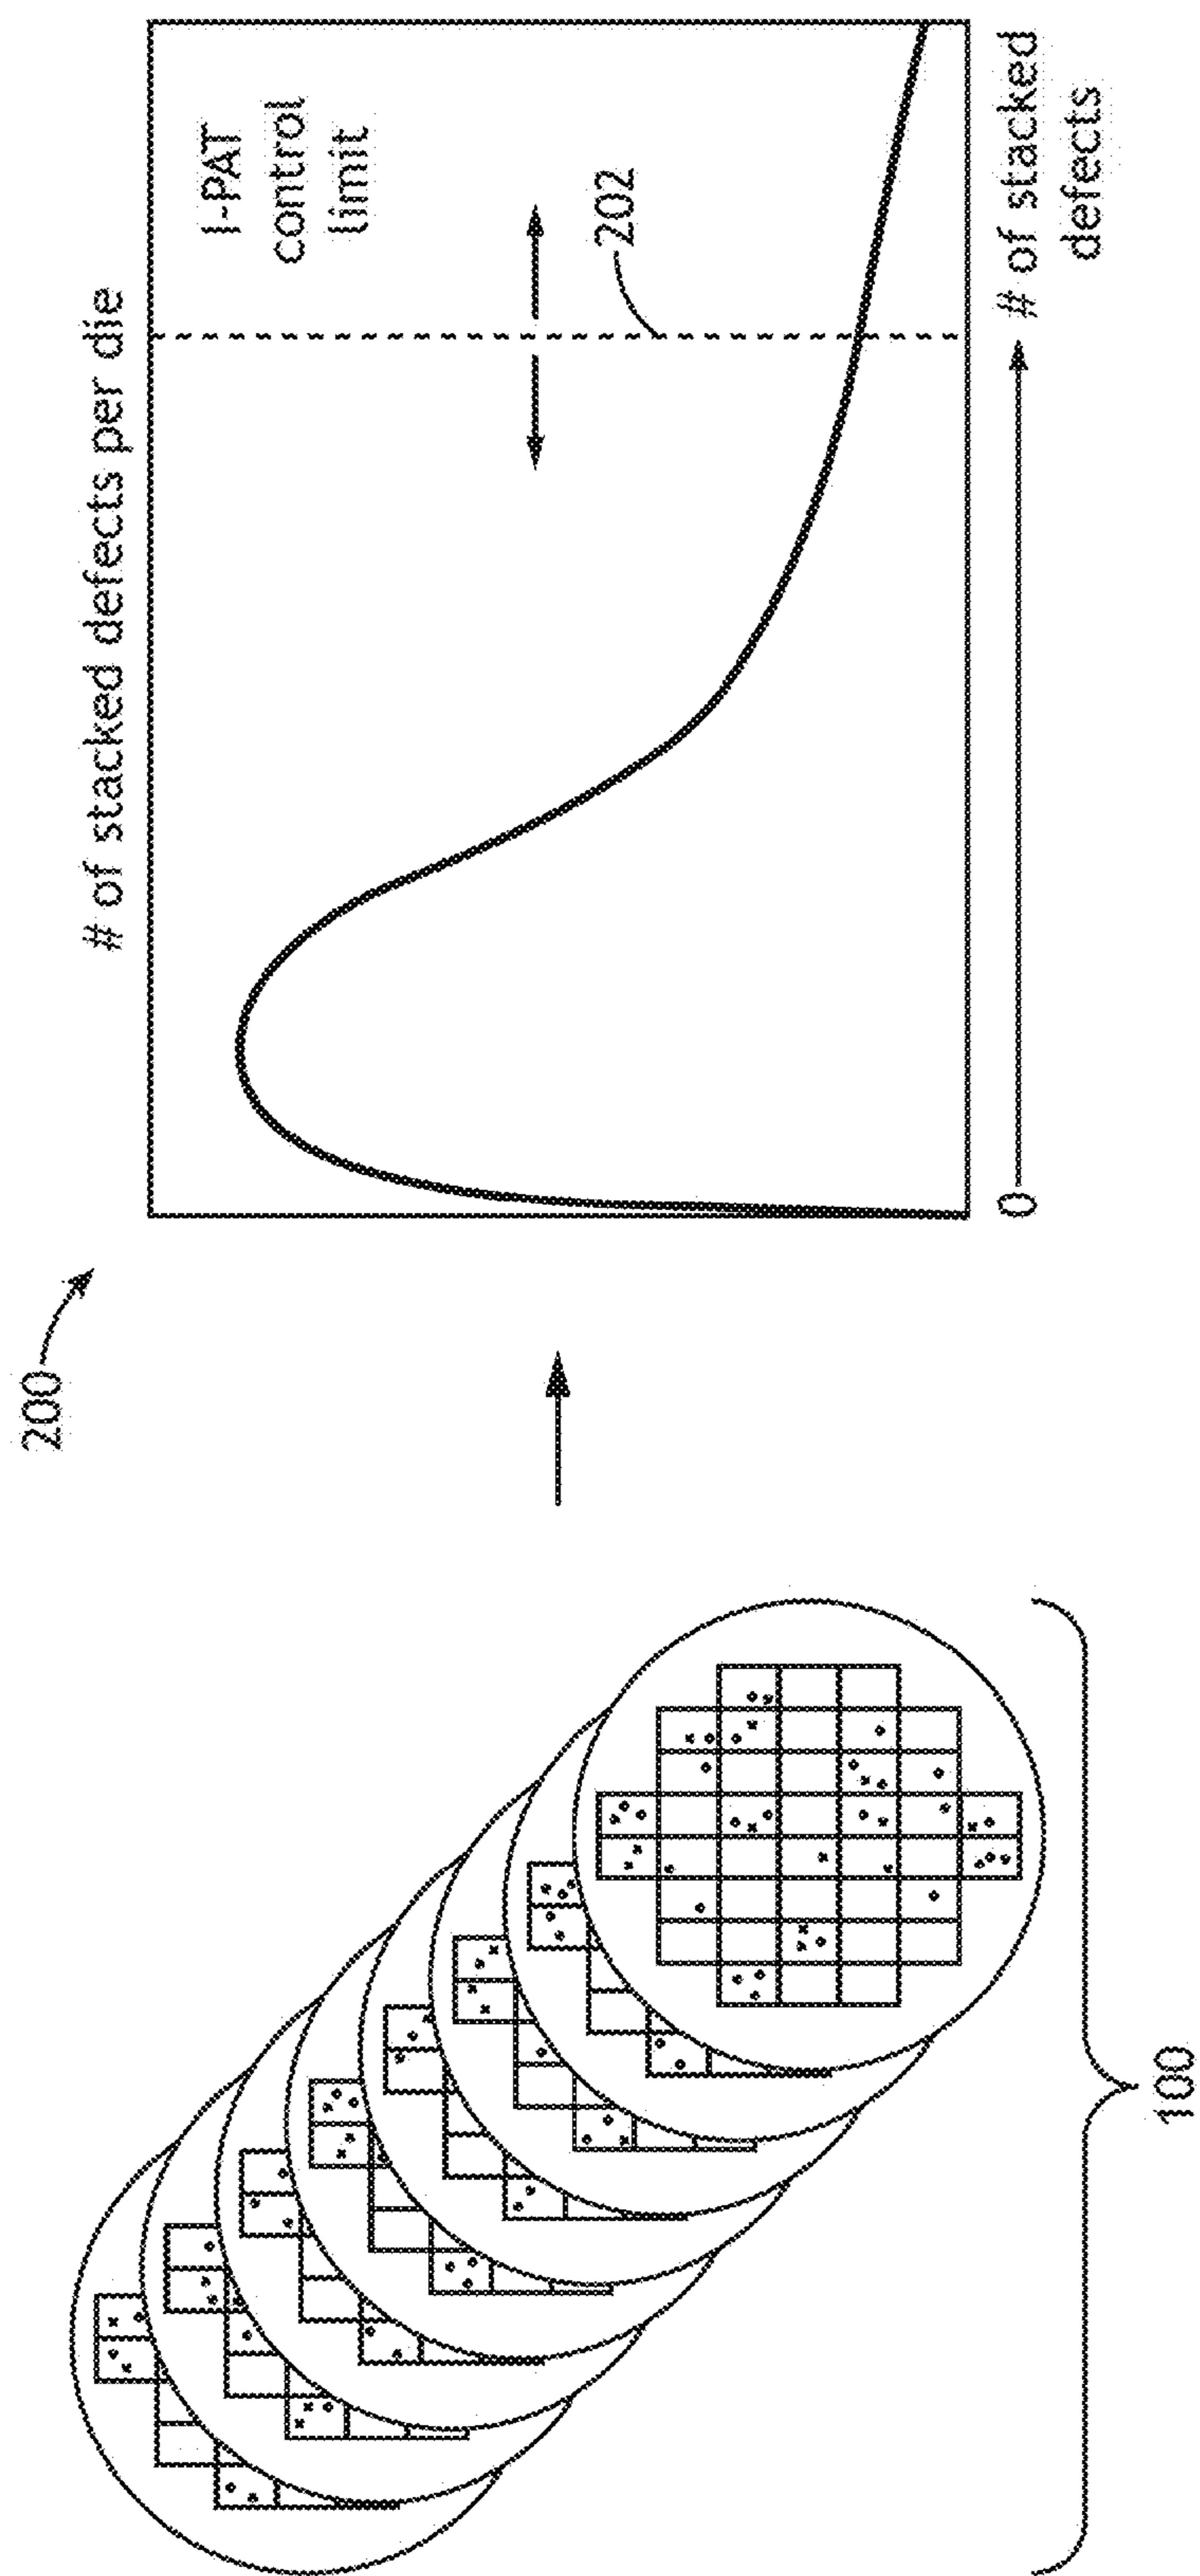 200
# of stacked defects per die
I-PAT
control
limit
202
0
# of stacked
defects
100